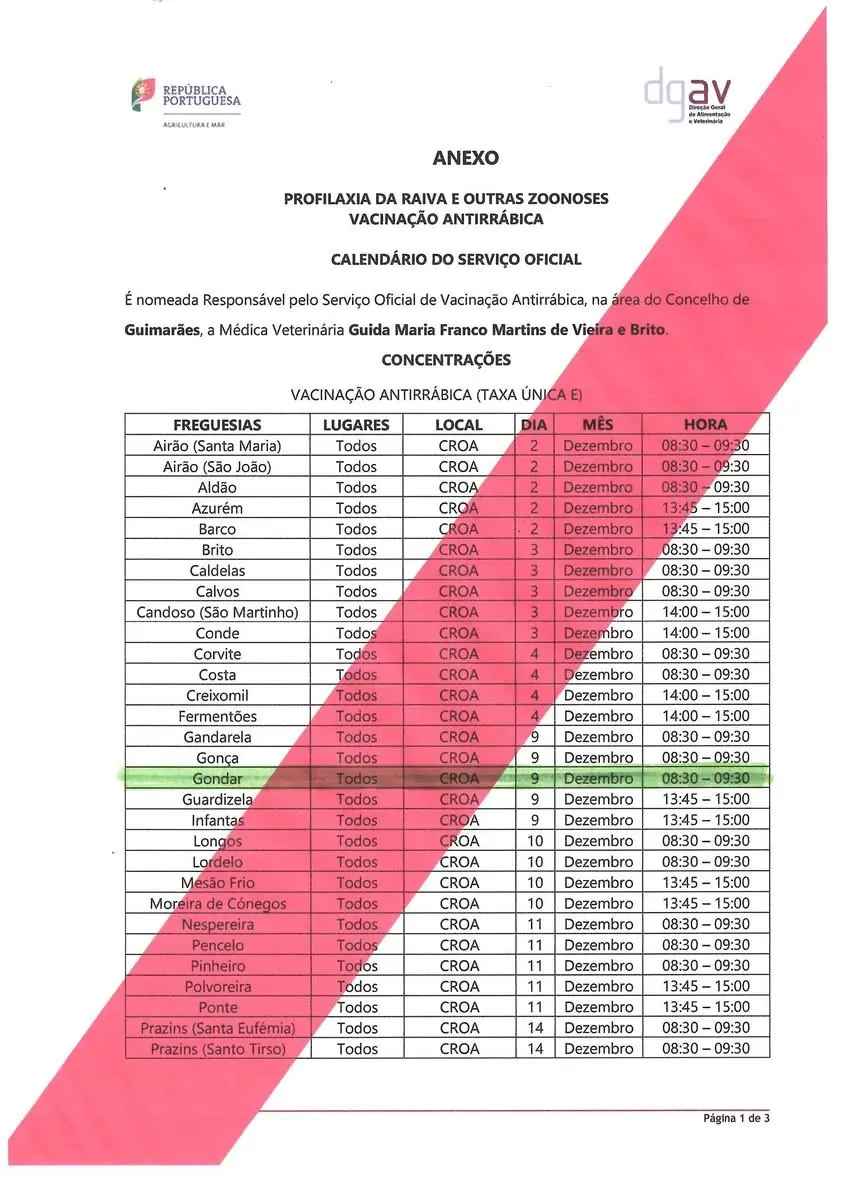 REPÚBLICA
PORTUGUESA
AGRICULTURA E MAR
dgav
Direção Geral
de Alimentação
e Veterinária
ANEXO
PROFILAXIA DA RAIVA E OUTRAS ZOONOSES
VACINAÇÃO ANTIRRÁBICA
CALENDÁRIO DO SERVIÇO OFICIAL
É nomeada Responsável pelo Serviço Oficial de Vacinação Antirrábica, na área do Concelho de
Guimarães, a Médica Veterinária Guida Maria Franco Martins de Vieira e Brito.
CONCENTRAÇÕES
VACINAÇÃO ANTIRRÁBICA (TAXA ÚNICA E)
FREGUESIAS LUGARES LOCAL DIA MÊS HORA
Airão (Santa Maria) Todos CROA 2 Dezembro 08:30 – 09:30
Airão (São João) Todos CROA 2 Dezembro 08:30 – 09:30
Aldão Todos CROA 2 Dezembro 08:30 – 09:30
Azurém Todos CROA 2 Dezembro 13:45 – 15:00
Barco Todos CROA 2 Dezembro 13:45 – 15:00
Brito Todos CROA 3 Dezembro 08:30 – 09:30
Caldelas Todos CROA 3 Dezembro 08:30 – 09:30
Calvos Todos CROA 3 Dezembro 08:30 – 09:30
Candoso (São Martinho) Todos CROA 3 Dezembro 14:00 – 15:00
Conde Todos CROA 3 Dezembro 14:00 – 15:00
Corvite Todos CROA 4 Dezembro 08:30 – 09:30
Costa Todos CROA 4 Dezembro 08:30 – 09:30
Creixomil Todos CROA 4 Dezembro 14:00 – 15:00
Fermentões Todos CROA 4 Dezembro 14:00 – 15:00
Gandarela Todos CROA 9 Dezembro 08:30 – 09:30
Gonça Todos CROA 9 Dezembro 08:30 – 09:30
Gondar Todos CROA 9 Dezembro 08:30 – 09:30
Guardizela Todos CROA 9 Dezembro 13:45 – 15:00
Infantas Todos CROA 9 Dezembro 13:45 – 15:00
Longos Todos CROA 10 Dezembro 08:30 – 09:30
Lordelo Todos CROA 10 Dezembro 08:30 – 09:30
Mesão Frio Todos CROA 10 Dezembro 13:45 – 15:00
Moreira de Cónegos Todos CROA 10 Dezembro 13:45 – 15:00
Nespereira Todos CROA 11 Dezembro 08:30 – 09:30
Pencelo Todos CROA 11 Dezembro 08:30 – 09:30
Pinheiro Todos CROA 11 Dezembro 08:30 – 09:30
Polvoreira Todos CROA 11 Dezembro 13:45 – 15:00
Ponte Todos CROA 11 Dezembro 13:45 – 15:00
Prazins (Santa Eufémia) Todos CROA 14 Dezembro 08:30 – 09:30
Prazins (Santo Tirso) Todos CROA 14 Dezembro 08:30 – 09:30
Página 1 de 3